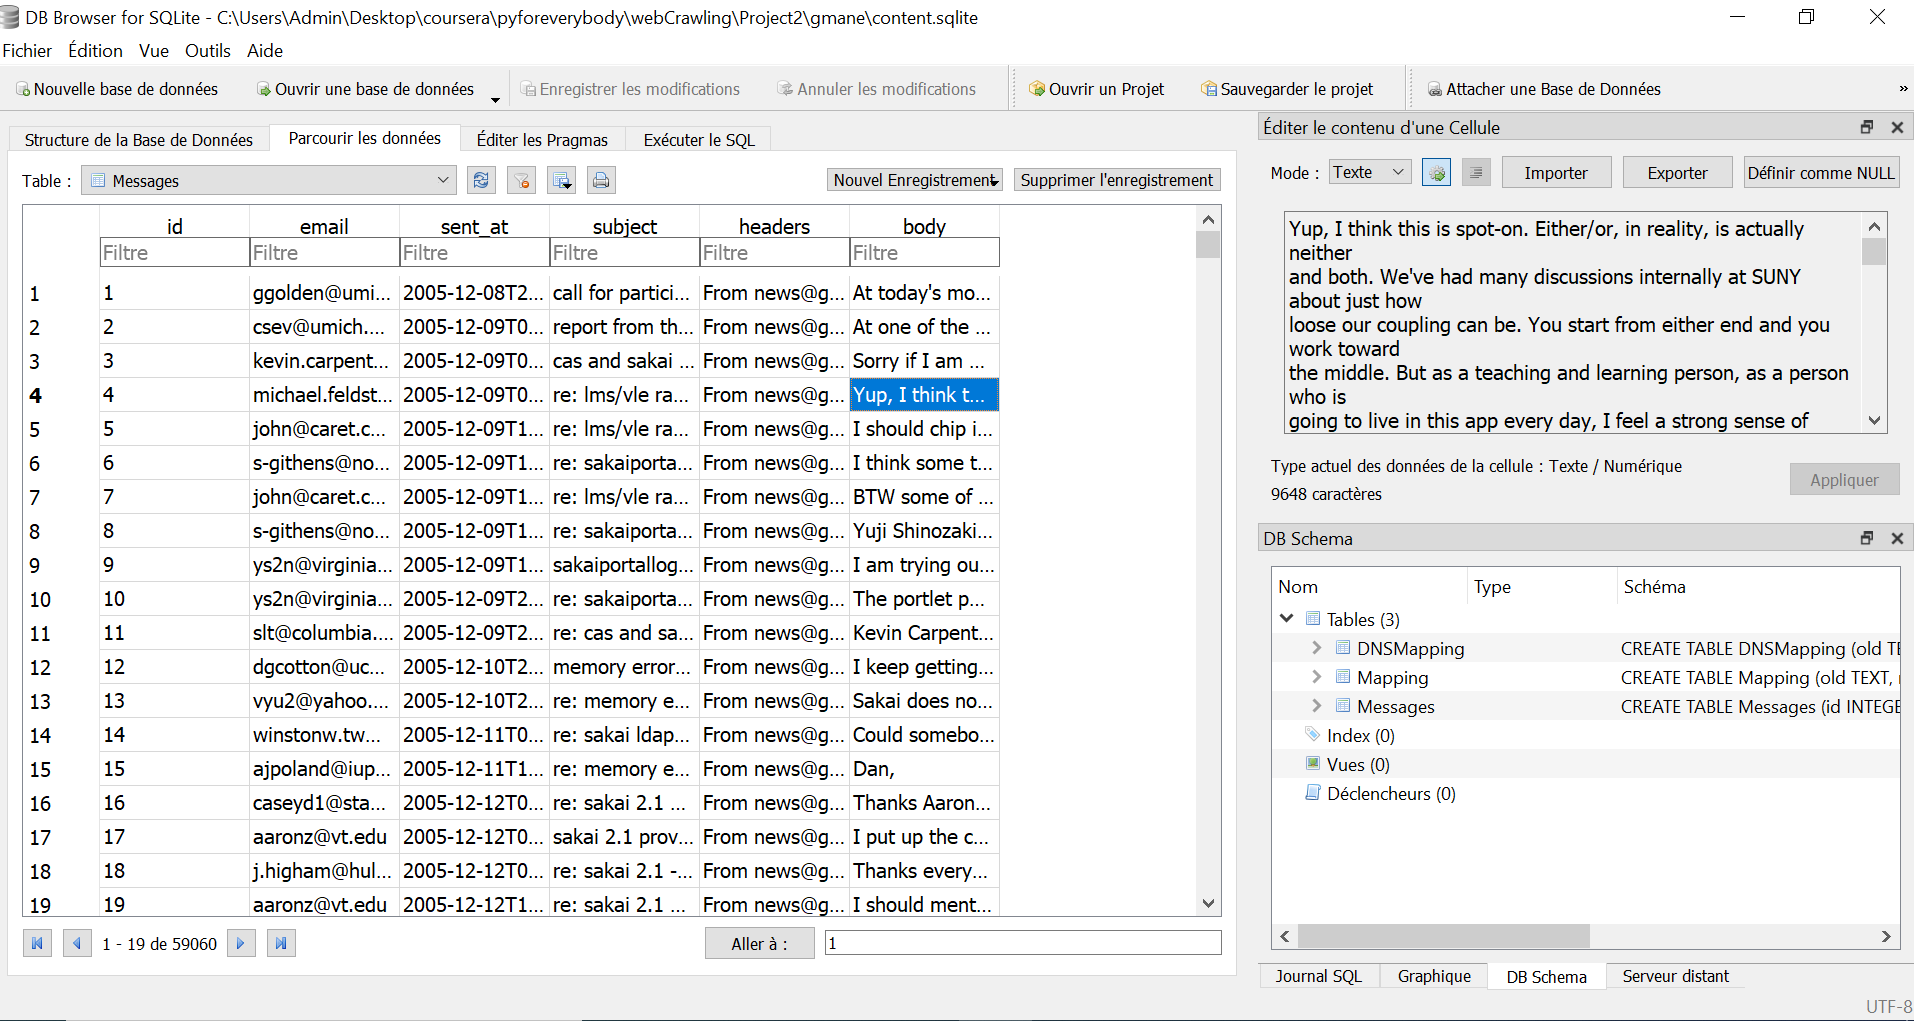 DB Browser for SQLite - C:\Users\Admin\Desktop\coursera\pyforeverybody\webCrawling\Project2\gmane\content.sqlite
Fichier Édition Vue Outils Aide
Nouvelle base de données Ouvrir une base de données Enregistrer les modifications Annuler les modifications Ouvrir un Projet Sauvegarder le projet Attacher une Base de Données »
Structure de la Base de Données Parcourir les données Éditer les Pragmas Exécuter le SQL
Table : Messages Nouvel Enregistrement Supprimer l'enregistrement
id email sent_at subject headers body
Filtre Filtre Filtre Filtre Filtre Filtre
1 1 ggolden@umi... 2005-12-08T2... call for partici... From news@g... At today's mo...
2 2 csev@umich.... 2005-12-09T0... report from th... From news@g... At one of the ...
3 3 kevin.carpent... 2005-12-09T0... cas and sakai ... From news@g... Sorry if I am ...
4 4 michael.feldst... 2005-12-09T1... re: lms/vle ra... From news@g... Yup, I think t...
5 5 john@caret.c... 2005-12-09T1... re: lms/vle ra... From news@g... I should chip i...
6 6 s-githens@no... 2005-12-09T1... re: sakaiporta... From news@g... I think some t...
7 7 john@caret.c... 2005-12-09T1... re: lms/vle ra... From news@g... BTW some of ...
8 8 s-githens@no... 2005-12-09T1... re: sakaiporta... From news@g... Yuji Shinozaki...
9 9 ys2n@virginia... 2005-12-09T1... sakaiportallog... From news@g... I am trying ou...
10 10 ys2n@virginia... 2005-12-09T2... re: sakaiporta... From news@g... The portlet p...
11 11 slt@columbia.... 2005-12-09T2... re: cas and sa... From news@g... Kevin Carpent...
12 12 dgcotton@uc... 2005-12-10T2... memory error... From news@g... I keep getting...
13 13 vyu2@yahoo.... 2005-12-10T2... re: memory e... From news@g... Sakai does no...
14 14 winstonw.tw... 2005-12-11T0... re: sakai ldap... From news@g... Could somebo...
15 15 ajpoland@iup... 2005-12-11T1... re: memory e... From news@g... Dan,
16 16 caseyd1@sta... 2005-12-12T0... re: sakai 2.1 ... From news@g... Thanks Aaron...
17 17 aaronz@vt.edu 2005-12-12T0... sakai 2.1 prov... From news@g... I put up the c...
18 18 j.higham@hul... 2005-12-12T0... re: sakai 2.1 -... From news@g... Thanks every...
19 19 aaronz@vt.edu 2005-12-12T1... re: sakai 2.1 ... From news@g... I should ment...
1 - 19 de 59060 Aller à : 1
Éditer le contenu d'une Cellule
Mode : Texte Importer Exporter Définir comme NULL
Yup, I think this is spot-on. Either/or, in reality, is actually
neither
and both. We've had many discussions internally at SUNY
about just how
loose our coupling can be. You start from either end and you
work toward
the middle. But as a teaching and learning person, as a person
who is
going to live in this app every day, I feel a strong sense of
Type actuel des données de la cellule : Texte / Numérique
9648 caractères
Appliquer
DB Schema
Nom Type Schéma
Tables (3)
DNSMapping CREATE TABLE DNSMapping (old TE
Mapping CREATE TABLE Mapping (old TEXT,
Messages CREATE TABLE Messages (id INTEGE
Index (0)
Vues (0)
Déclencheurs (0)
Journal SQL Graphique DB Schema Serveur distant
UTF-8